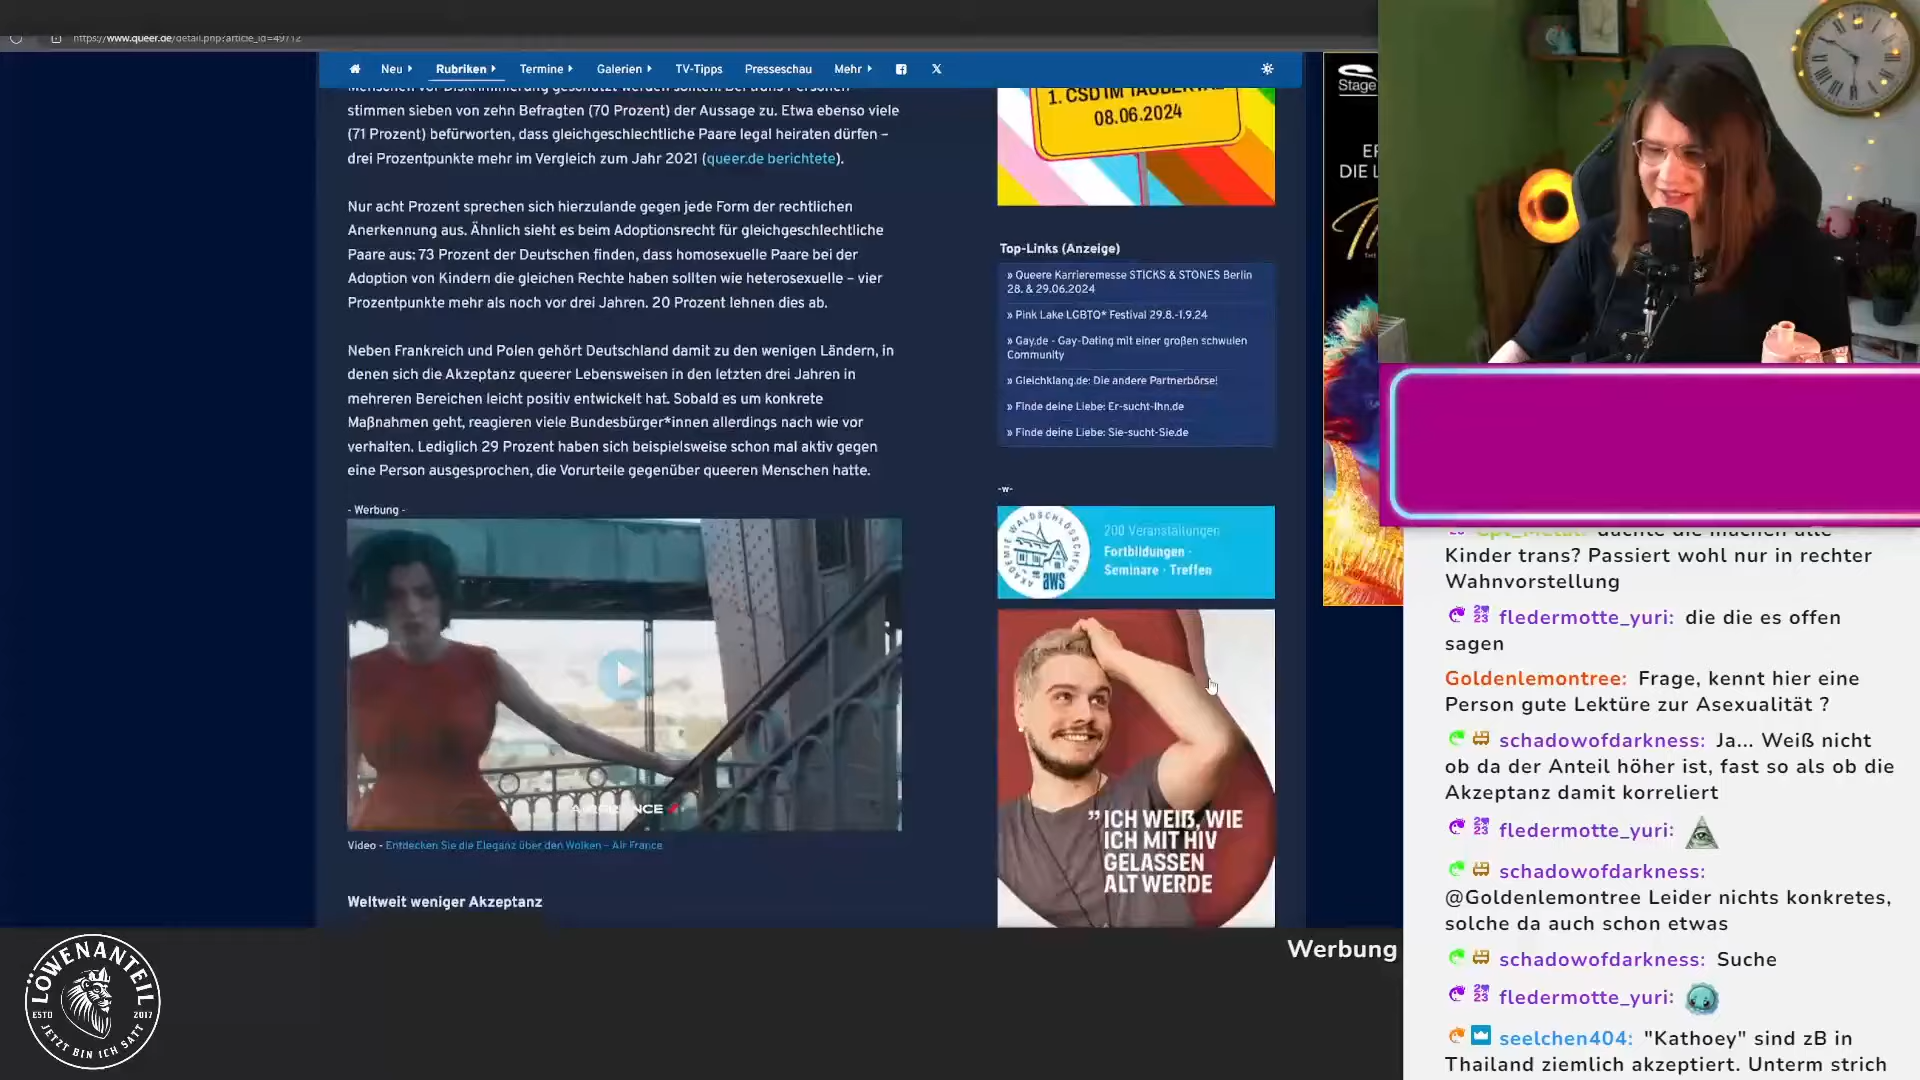 https://www.queer.de/detail.php?article_id=49712
Neu
Rubriken
Termine
Galerien
TV-Tipps
Presseschau
Mehr
stimmen sieben von zehn Befragten (70 Prozent) der Aussage zu. Etwa ebenso viele
(71 Prozent) befürworten, dass gleichgeschlechtliche Paare legal heiraten dürfen –
drei Prozentpunkte mehr im Vergleich zum Jahr 2021 (queer.de berichtete).
Nur acht Prozent sprechen sich hierzulande gegen jede Form der rechtlichen
Anerkennung aus. Ähnlich sieht es beim Adoptionsrecht für gleichgeschlechtliche
Paare aus: 73 Prozent der Deutschen finden, dass homosexuelle Paare bei der
Adoption von Kindern die gleichen Rechte haben sollten wie heterosexuelle – vier
Prozentpunkte mehr als noch vor drei Jahren. 20 Prozent lehnen dies ab.
Neben Frankreich und Polen gehört Deutschland damit zu den wenigen Ländern, in
denen sich die Akzeptanz queerer Lebensweisen in den letzten drei Jahren in
mehreren Bereichen leicht positiv entwickelt hat. Sobald es um konkrete
Maßnahmen geht, reagieren viele Bundesbürger*innen allerdings nach wie vor
verhalten. Lediglich 29 Prozent haben sich beispielsweise schon mal aktiv gegen
eine Person ausgesprochen, die Vorurteile gegenüber queeren Menschen hatte.
- Werbung -
Video - Entdecken Sie die Eleganz über den Wolken – Air France
Weltweit weniger Akzeptanz
1. CSD IM TAUBERTAL
08.06.2024
Top-Links (Anzeige)
» Queere Karrieremesse STICKS & STONES Berlin
28. & 29.06.2024
» Pink Lake LGBTQ* Festival 29.8.-1.9.24
» Gay.de - Gay-Dating mit einer großen schwulen
Community
» Gleichklang.de: Die andere Partnerbörse!
» Finde deine Liebe: Er-sucht-Ihn.de
» Finde deine Liebe: Sie-sucht-Sie.de
-w-
AKADEMIE WALDSCHLÖSSCHEN
aws
200 Veranstaltungen
Fortbildungen ·
Seminare · Treffen
"ICH WEIß, WIE
ICH MIT HIV
GELASSEN
ALT WERDE
Stage
DIE L
Kinder trans? Passiert wohl nur in rechter
Wahnvorstellung
fledermotte_yuri: die die es offen
sagen
Goldenlemontree: Frage, kennt hier eine
Person gute Lektüre zur Asexualität ?
schadowofdarkness: Ja... Weiß nicht
ob da der Anteil höher ist, fast so als ob die
Akzeptanz damit korreliert
fledermotte_yuri:
schadowofdarkness:
@Goldenlemontree Leider nichts konkretes,
solche da auch schon etwas
schadowofdarkness: Suche
fledermotte_yuri:
seelchen404: "Kathoey" sind zB in
Thailand ziemlich akzeptiert. Unterm strich
Werbung
LÖWENANTEIL
ESTD 2017
JETZT BIN ICH SATT